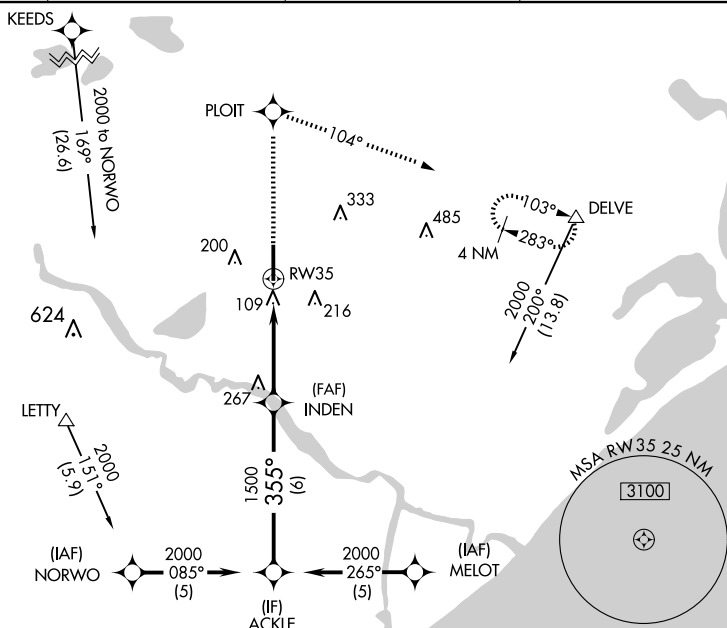 KEEDS
2000 to NORWO
169°
(26.6)
PLOIT
104°
333
485
103°
DELVE
283°
4 NM
200
RW35
109
216
2000
200°
(13.8)
624
267
(FAF)
INDEN
LETTY
2000
151°
(5.9)
1500
355°
(6)
MSA RW35 25 NM
3100
(IAF)
NORWO
2000
085°
(5)
2000
265°
(5)
(IAF)
MELOT
(IF)
ACKLE